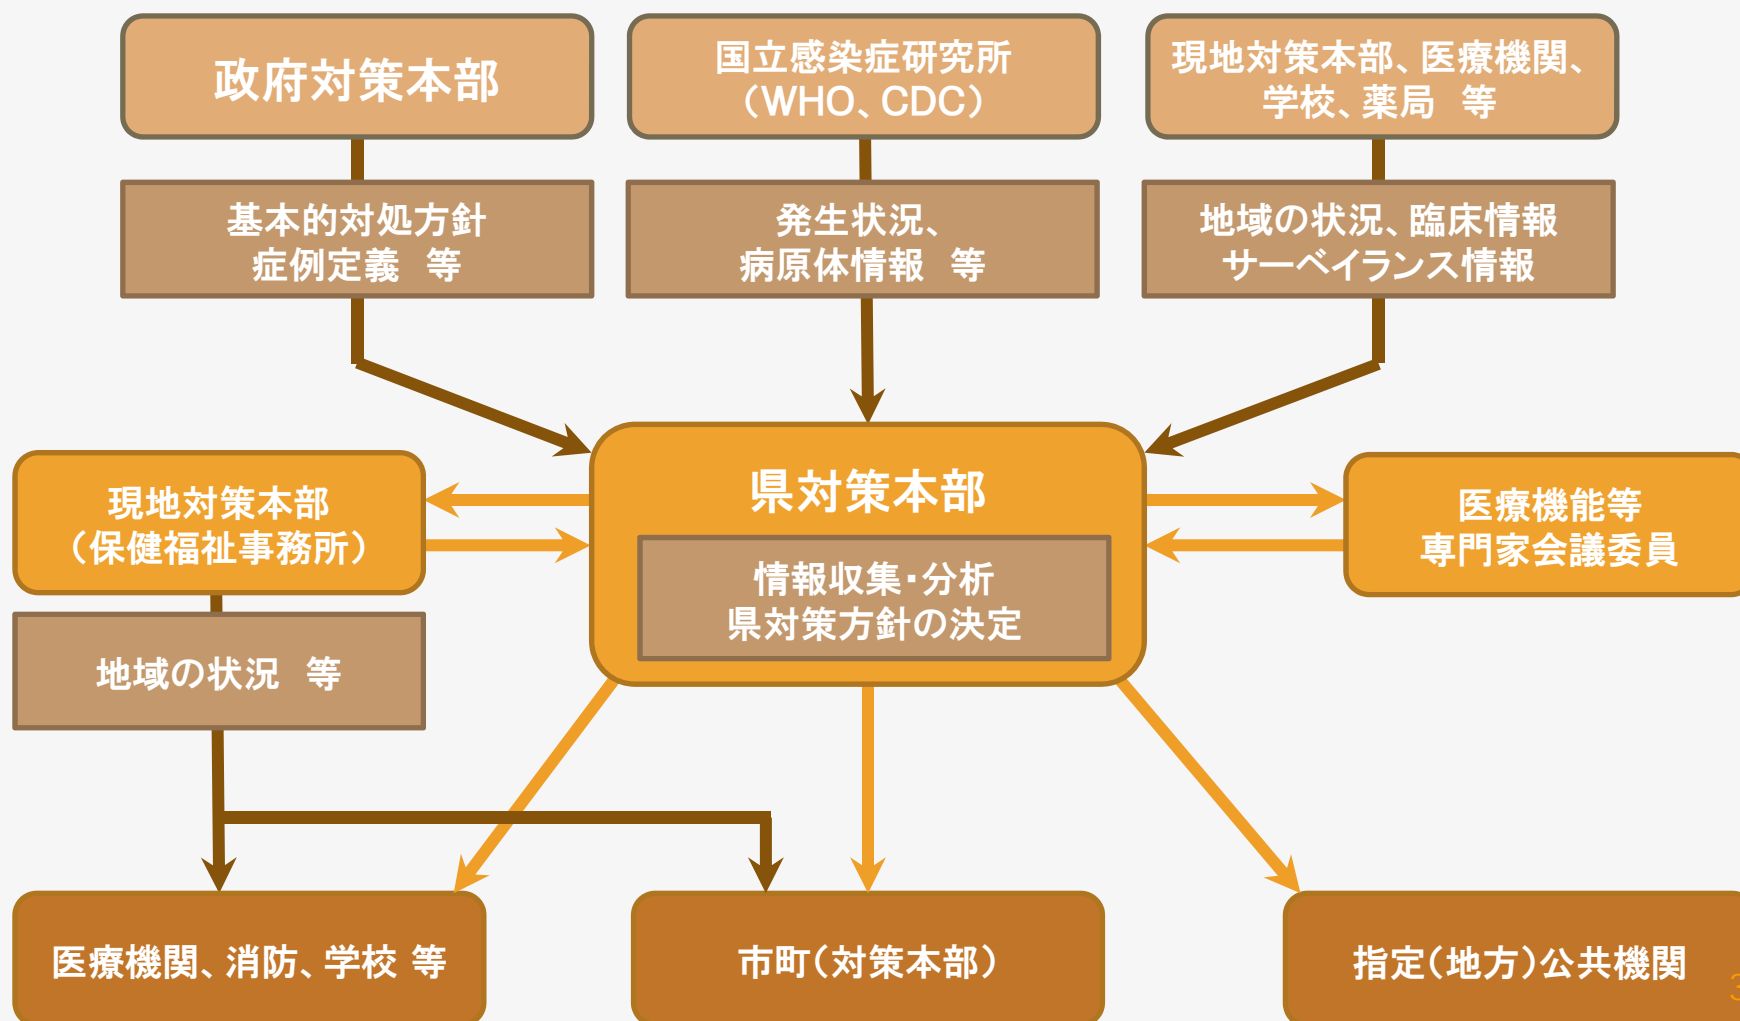 政府対策本部
国立感染症研究所
（WHO、CDC）
現地対策本部、医療機関、
学校、薬局　等
基本的対処方針
症例定義　等
発生状況、
病原体情報　等
地域の状況、臨床情報
サーベイランス情報
県対策本部
情報収集・分析
県対策方針の決定
現地対策本部
（保健福祉事務所）
地域の状況　等
医療機能等
専門家会議委員
医療機関、消防、学校 等
市町（対策本部）
指定（地方）公共機関